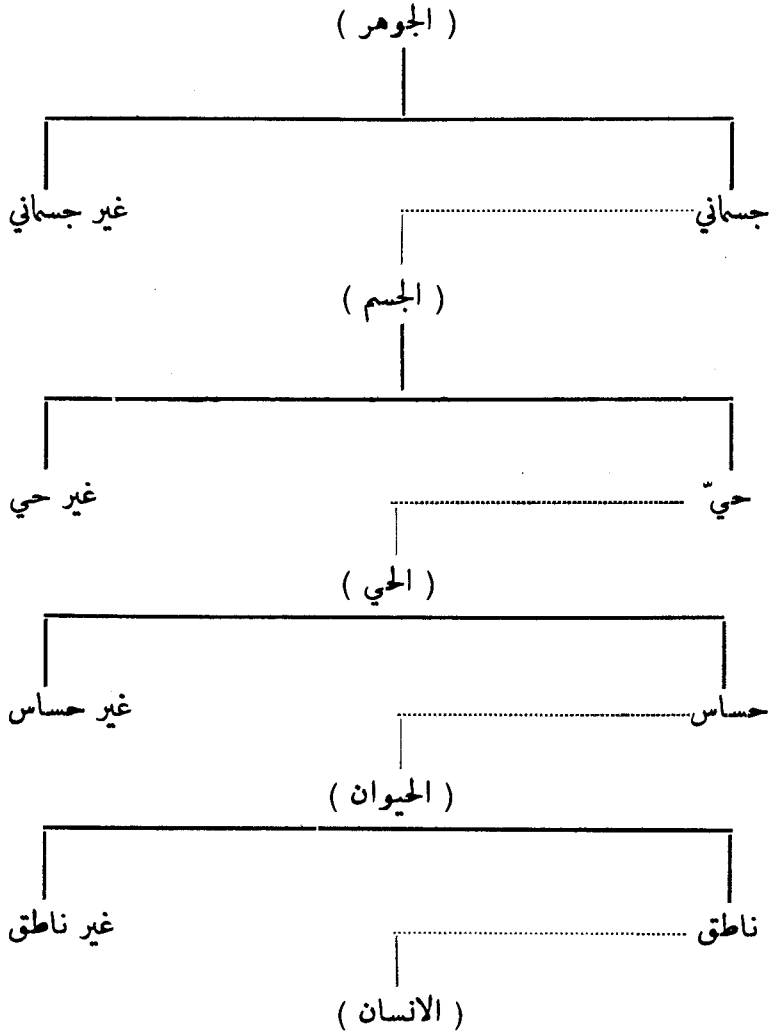 ( الجوهر )
جسماني غير جسماني
( الجسم )
حيّ غير حي
( الحي )
حساس غير حساس
( الحيوان )
ناطق غير ناطق
( الانسان )